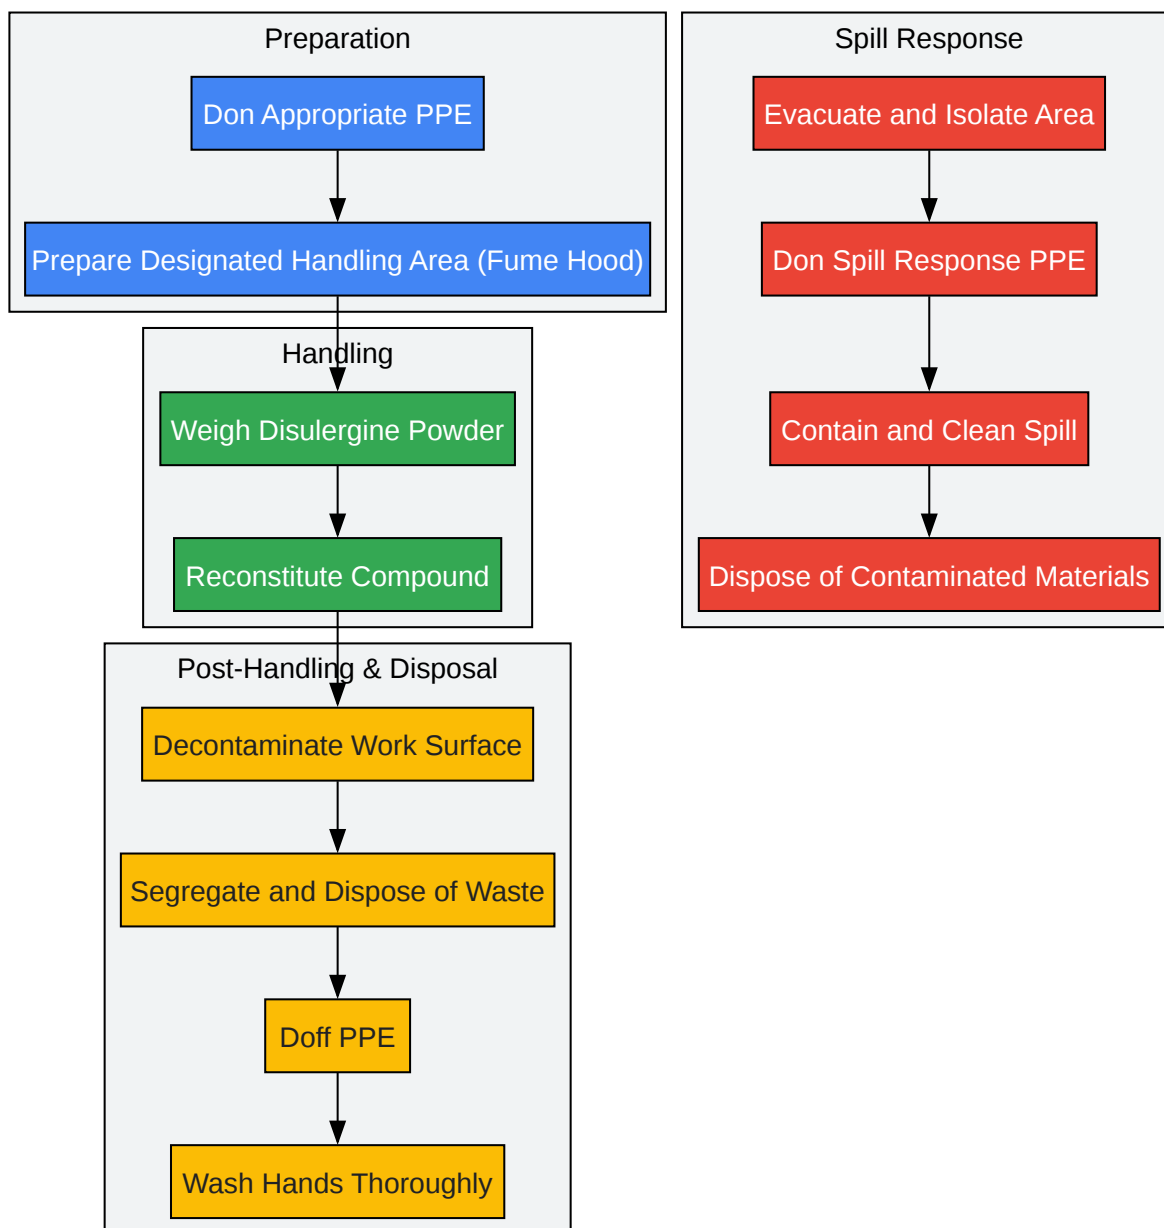 Preparation
Don Appropriate PPE
Prepare Designated Handling Area (Fume Hood)
Handling
Weigh Disulergine Powder
Reconstitute Compound
Post-Handling & Disposal
Decontaminate Work Surface
Segregate and Dispose of Waste
Doff PPE
Wash Hands Thoroughly
Spill Response
Evacuate and Isolate Area
Don Spill Response PPE
Contain and Clean Spill
Dispose of Contaminated Materials